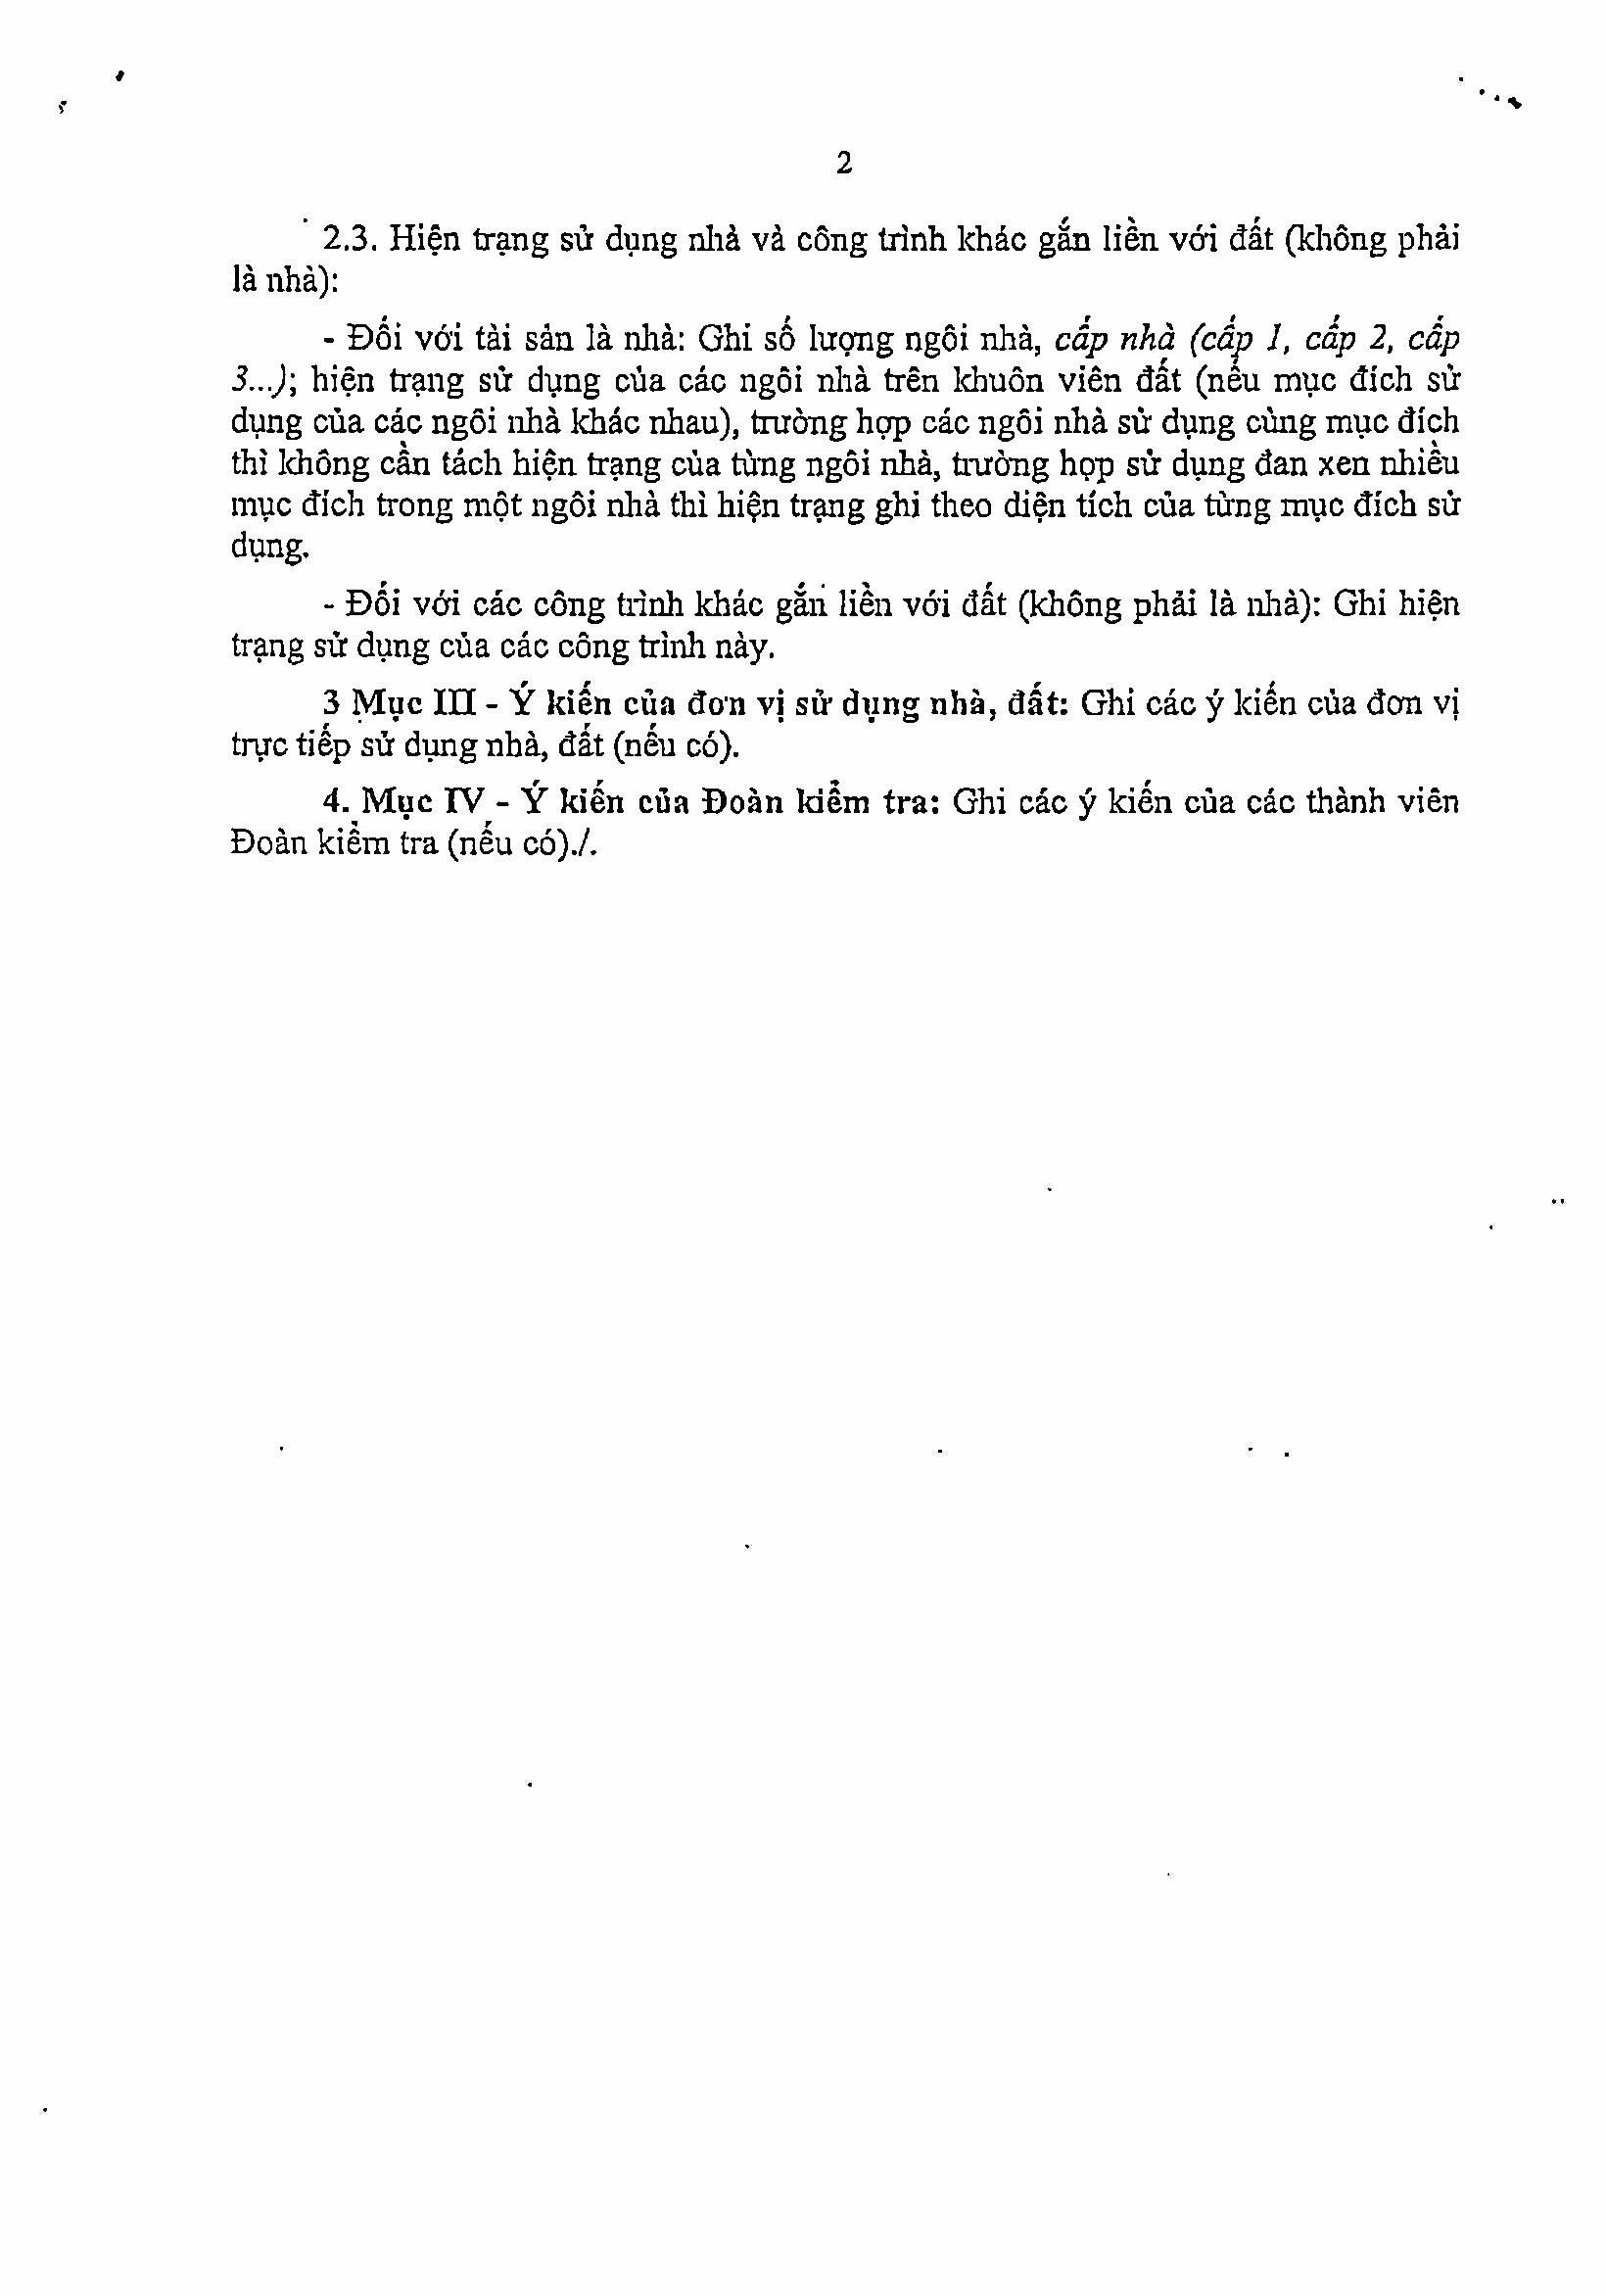 2
2.3. Hiện trạng sử dụng nhà và công trình khác gắn liền với đất (không phải
là nhà):
- Đối với tài sản là nhà: Ghi số lượng ngôi nhà, cấp nhà (cấp 1, cấp 2, cấp
3...); hiện trạng sử dụng của các ngôi nhà trên khuôn viên đất (nếu mục đích sử
dụng của các ngôi nhà khác nhau), trường hợp các ngôi nhà sử dụng cùng mục đích
thì không cần tách hiện trạng của từng ngôi nhà, trường hợp sử dụng đan xen nhiều
mục đích trong một ngôi nhà thì hiện trạng ghi theo diện tích của từng mục đích sử
dụng.
- Đối với các công trình khác gắn liền với đất (không phải là nhà): Ghi hiện
trạng sử dụng của các công trình này.
3 Mục III - Ý kiến của đơn vị sử dụng nhà, đất: Ghi các ý kiến của đơn vị
trực tiếp sử dụng nhà, đất (nếu có).
4. Mục IV - Ý kiến của Đoàn kiểm tra: Ghi các ý kiến của các thành viên
Đoàn kiểm tra (nếu có)./.